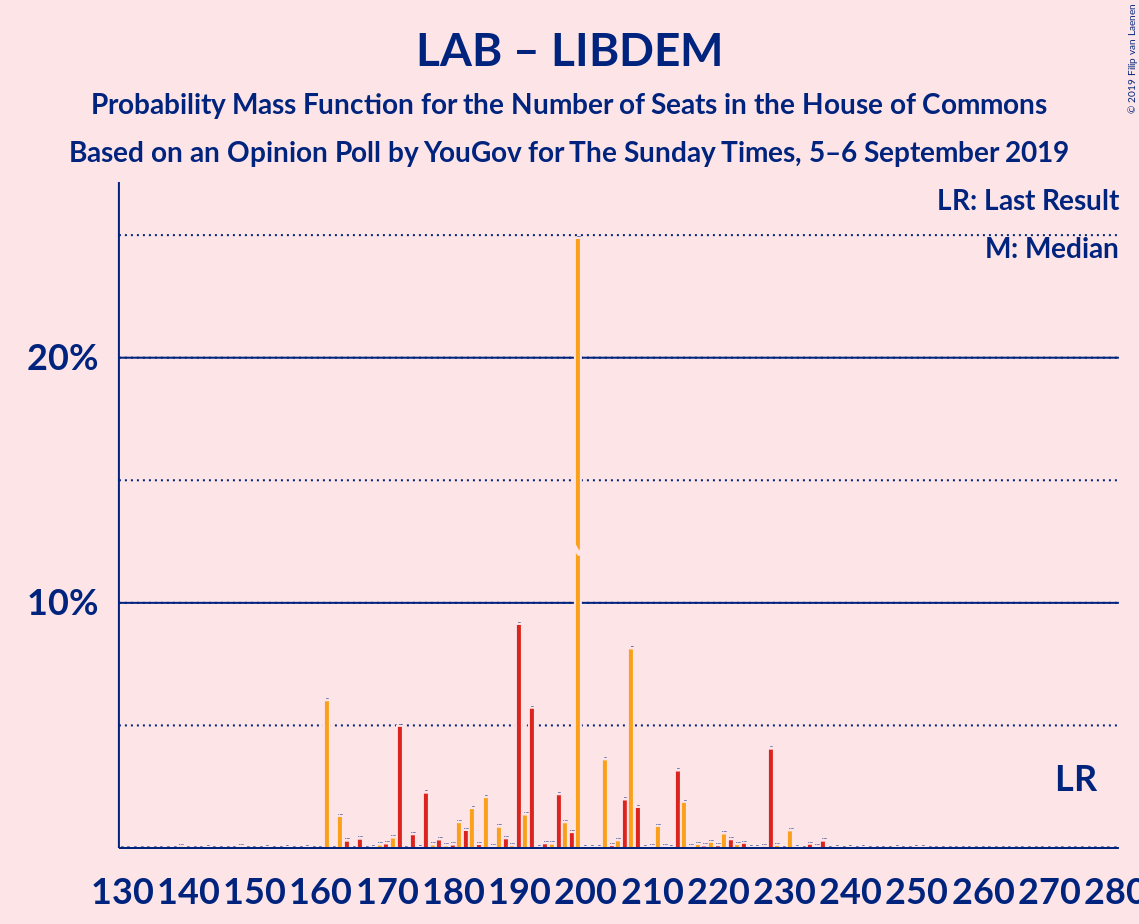 LAB – LIBDEM
Probability Mass Function for the Number of Seats in the House of Commons
Based on an Opinion Poll by YouGov for The Sunday Times, 5–6 September 2019
© 2019 Filip van Laenen
LR: Last Result
M: Median
20%
10%
LR
130 140 150 160 170 180 190 200 210 220 230 240 250 260 270 280